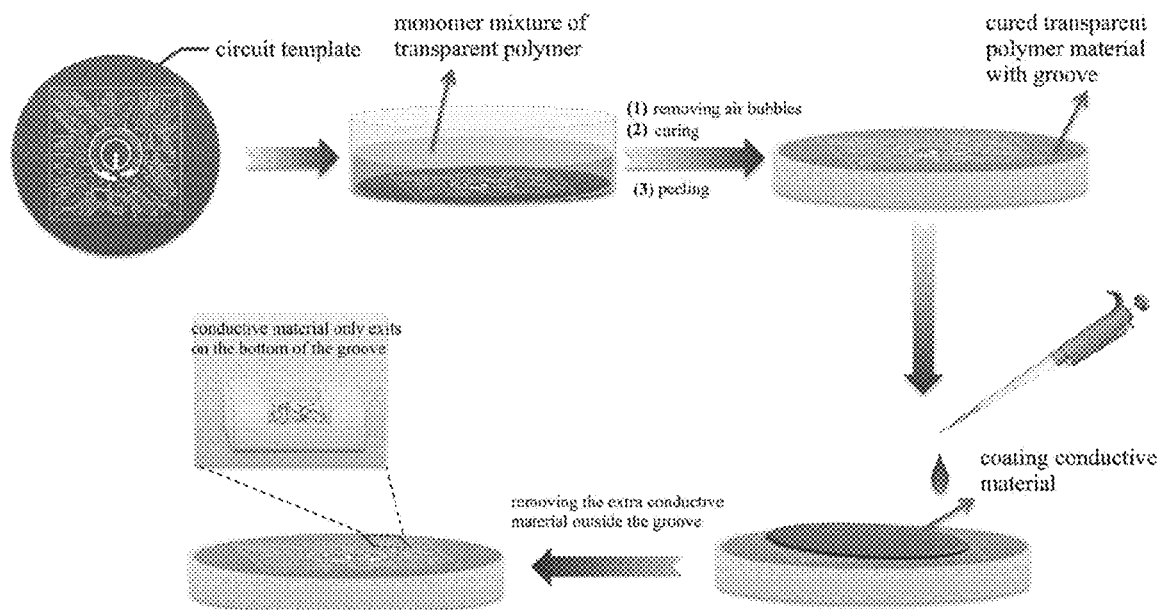 circuit template
monomer mixture of
transparent polymer
(1) removing air bubbles
(2) curing
(3) peeling
cured transparent
polymer material
with groove
conductive material only exits
on the bottom of the groove
coating conductive
material
removing the extra conductive
material outside the groove